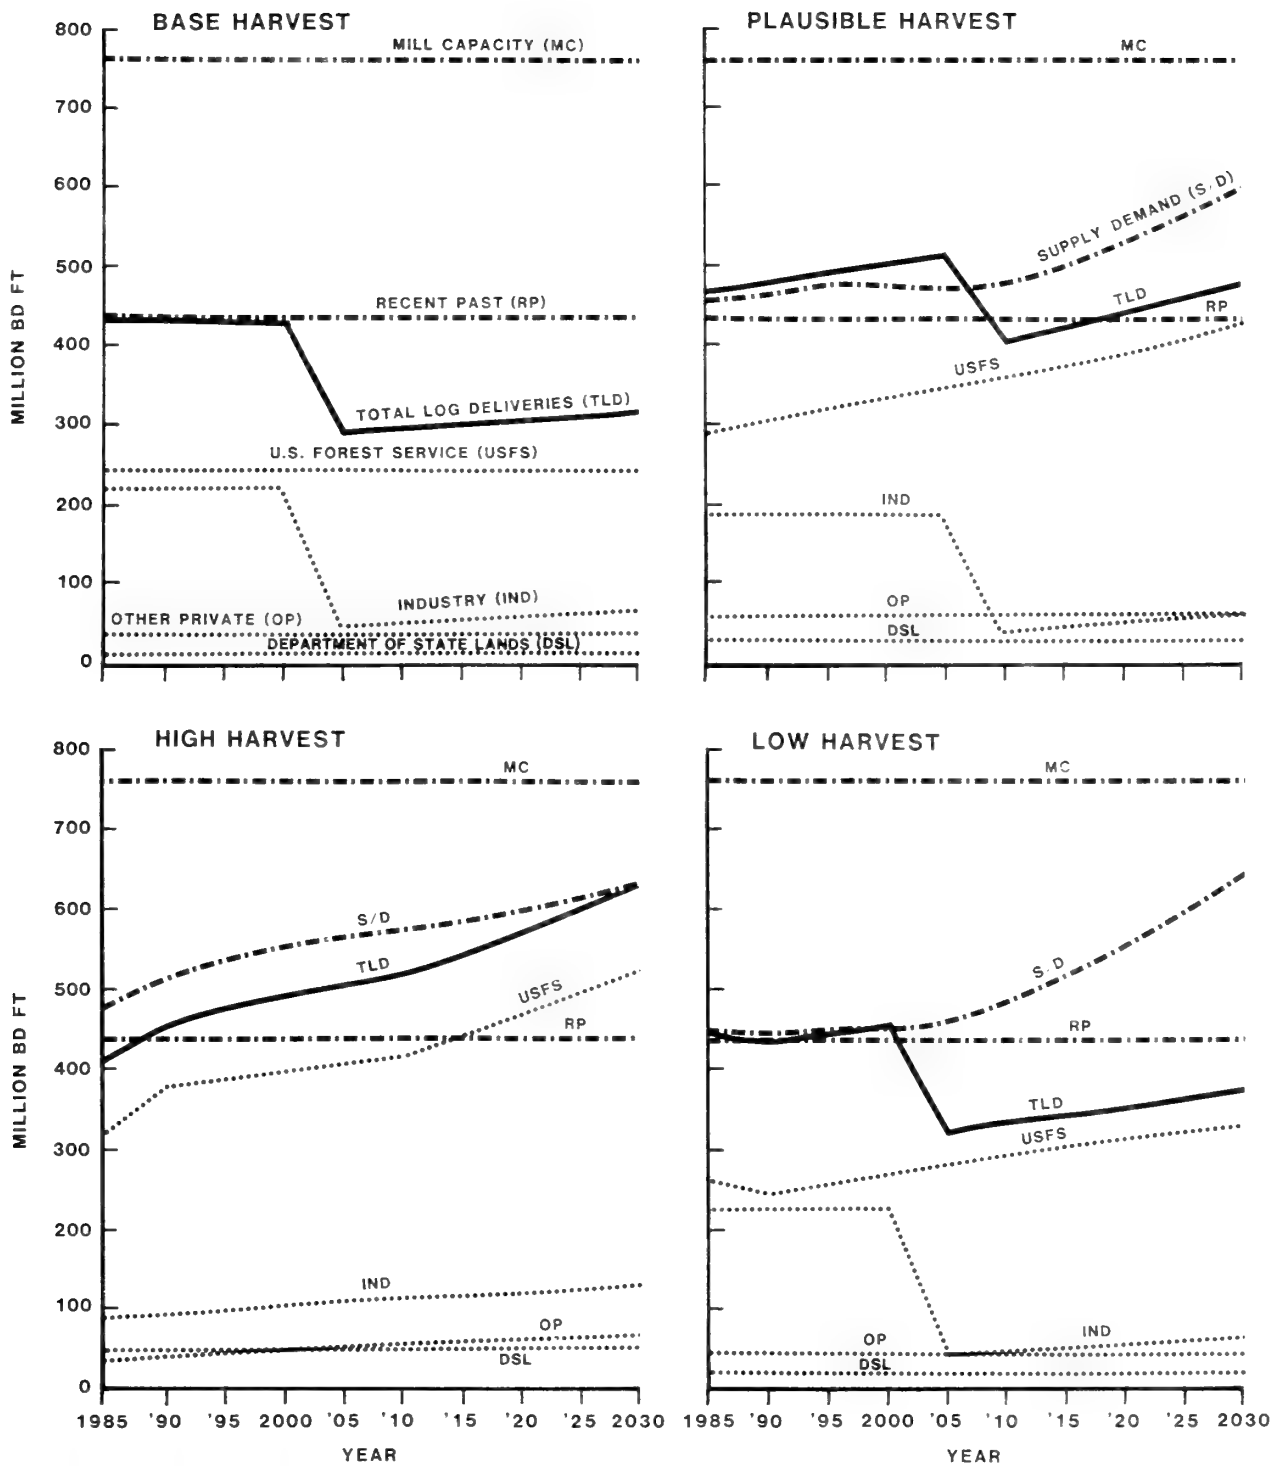 BASE HARVEST
800
MILL CAPACITY (MC)
700
600
500
RECENT PAST (RP)
400
TOTAL LOG DELIVERIES (TLD)
300
U.S. FOREST SERVICE (USFS)
200
100
INDUSTRY (IND)
OTHER PRIVATE (OP)
DEPARTMENT OF STATE LANDS (DSL)
0
MILLION BD FT
PLAUSIBLE HARVEST
MC
SUPPLY DEMAND (S/D)
TLD
RP
USFS
IND
OP
DSL
HIGH HARVEST
800
MC
700
600
S/D
TLD
500
USFS
RP
400
300
200
IND
100
OP
DSL
0
MILLION BD FT
1985 '90 '95 2000 '05 '10 '15 '20 '25 2030
YEAR
LOW HARVEST
MC
S/D
RP
TLD
USFS
OP
IND
DSL
1985 '90 '95 2000 '05 '10 '15 '20 '25 2030
YEAR